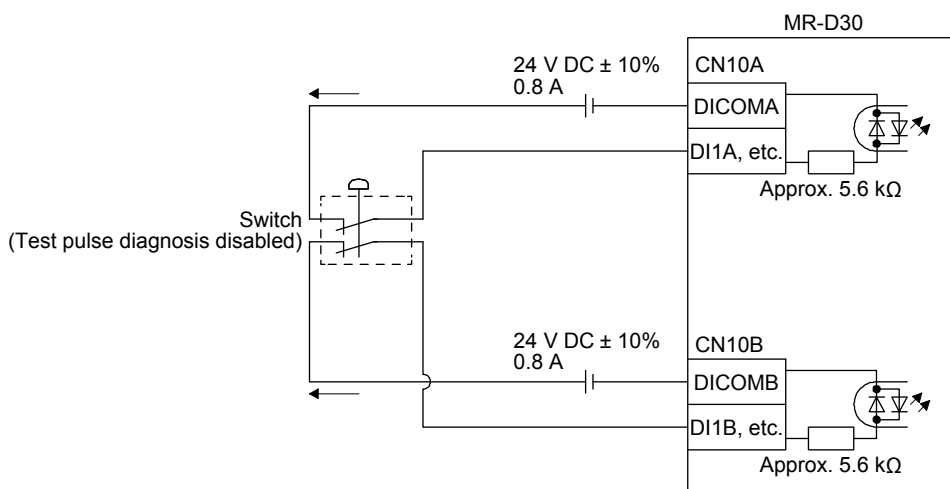 MR-D30
24 V DC ± 10%
0.8 A
CN10A
DICOMA
DI1A, etc.
Approx. 5.6 kΩ
Switch
(Test pulse diagnosis disabled)
24 V DC ± 10%
0.8 A
CN10B
DICOMB
DI1B, etc.
Approx. 5.6 kΩ